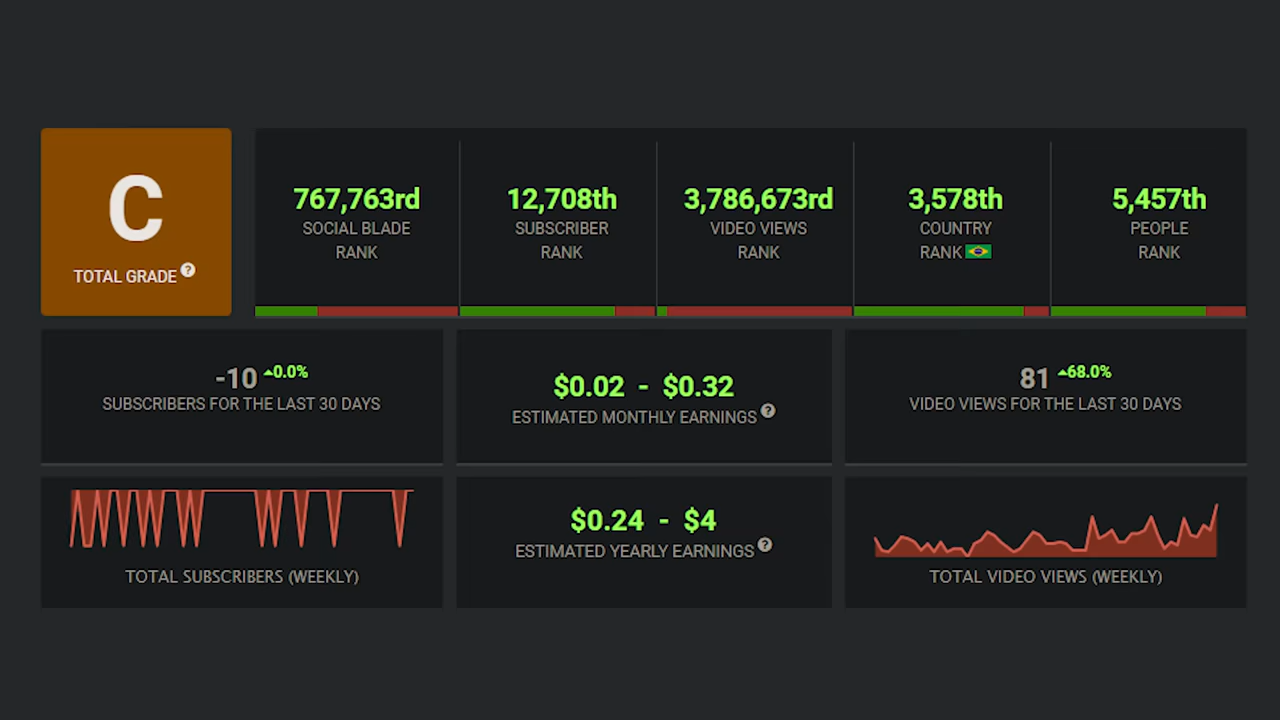 C
TOTAL GRADE ?
767,763rd
SOCIAL BLADE
RANK
12,708th
SUBSCRIBER
RANK
3,786,673rd
VIDEO VIEWS
RANK
3,578th
COUNTRY
RANK
5,457th
PEOPLE
RANK
-10 0.0%
SUBSCRIBERS FOR THE LAST 30 DAYS
$0.02 - $0.32
ESTIMATED MONTHLY EARNINGS ?
81 68.0%
VIDEO VIEWS FOR THE LAST 30 DAYS
TOTAL SUBSCRIBERS (WEEKLY)
$0.24 - $4
ESTIMATED YEARLY EARNINGS ?
TOTAL VIDEO VIEWS (WEEKLY)